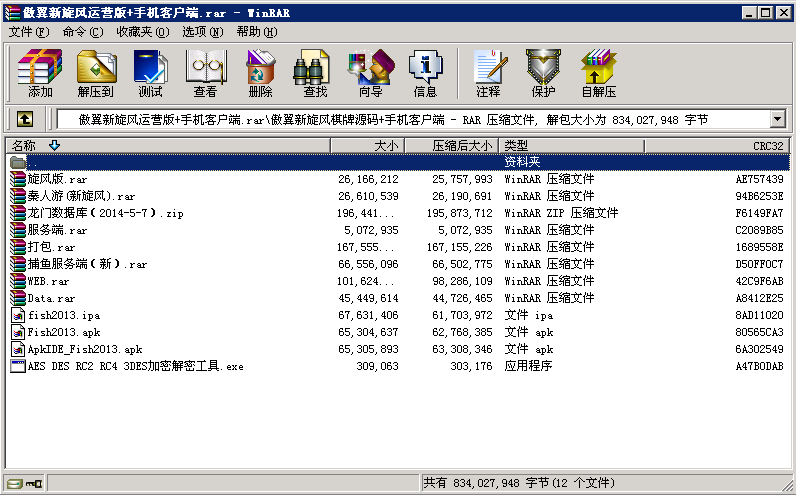 傲翼新旋风运营版+手机客户端.rar - WinRAR
文件(F) 命令(C) 收藏夹(O) 选项(N) 帮助(H)
添加 解压到 测试 查看 删除 查找 向导 信息 注释 保护 自解压
傲翼新旋风运营版+手机客户端.rar\傲翼新旋风棋牌源码+手机客户端 - RAR 压缩文件, 解包大小为 834,027,948 字节
名称 大小 压缩后大小 类型 CRC32
.. 资料夹
旋风版.rar 26,166,212 25,757,993 WinRAR 压缩文件 AE757439
秦人游(新旋风).rar 26,610,539 26,190,691 WinRAR 压缩文件 94B6253E
龙门数据库(2014-5-7).zip 196,441... 195,873,712 WinRAR ZIP 压缩文件 F6149FA7
服务端.rar 5,072,935 5,072,935 WinRAR 压缩文件 C2089B85
打包.rar 167,555... 167,155,226 WinRAR 压缩文件 1689558E
捕鱼服务端(新).rar 66,556,096 66,502,775 WinRAR 压缩文件 D50FF0C7
WEB.rar 101,624... 98,286,109 WinRAR 压缩文件 42C9F6AB
Data.rar 45,449,614 44,726,465 WinRAR 压缩文件 A8412E25
fish2013.ipa 67,631,406 61,703,972 文件 ipa 8AD11020
Fish2013.apk 65,304,637 62,768,385 文件 apk 80565CA3
ApkIDE_Fish2013.apk 65,305,893 63,308,346 文件 apk 6A302549
AES DES RC2 RC4 3DES加密解密工具.exe 309,063 303,176 应用程序 A47B0DAB
共有 834,027,948 字节(12 个文件)